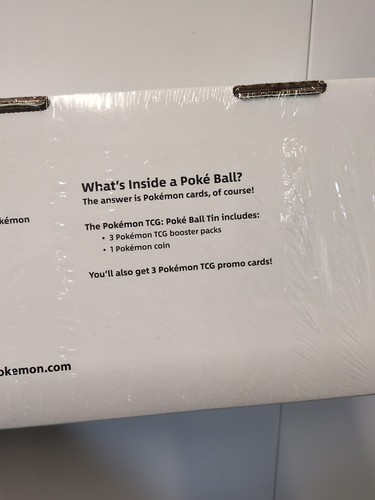 What's Inside a Poké Ball?
The answer is Pokémon cards, of course!
kémon
The Pokémon TCG: Poké Ball Tin includes:
• 3 Pokémon TCG booster packs
• 1 Pokémon coin
You'll also get 3 Pokémon TCG promo cards!
okemon.com